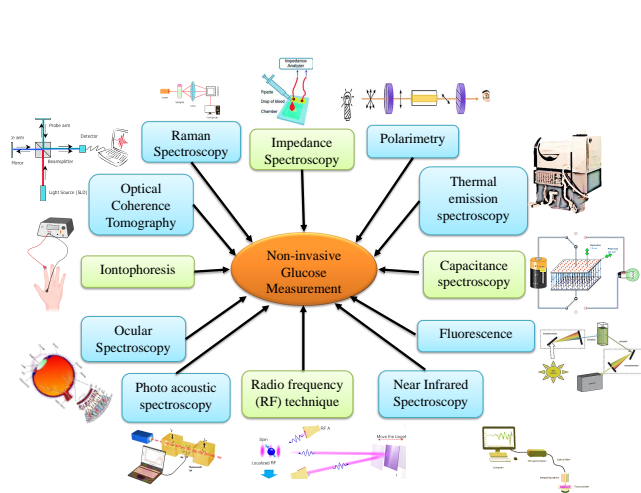 Impedance
Analyzer
Pipette
Drop of blood
Chamber
Probe arm
Detector
Mirror
Beamsplitter
Light Source (SLD)
Raman
Spectroscopy
Impedance
Spectroscopy
Polarimetry
Optical
Coherence
Tomography
Thermal
emission
spectroscopy
Iontophoresis
Non-invasive
Glucose
Measurement
Capacitance
spectroscopy
Ocular
Spectroscopy
Fluorescence
Photo acoustic
spectroscopy
Radio frequency
(RF) technique
Near Infrared
Spectroscopy
RF A
Spin
Localized RF
Move the target